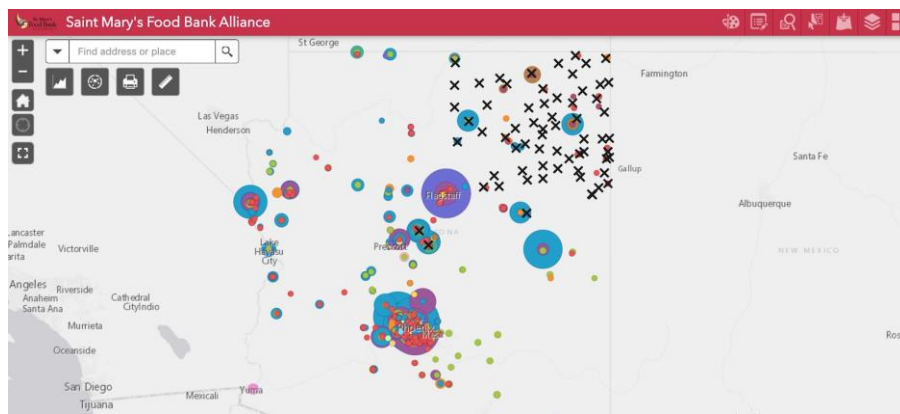 Saint Mary's Food Bank Alliance
St George
+
Find address or place
−
Farmington
Las Vegas
Henderson
Gallup
Santa Fe
Flagstaff
Albuquerque
Lancaster
Palmdale
Victorville
Lake
Havasu
City
NEW MEXICO
Angeles
Riverside
Anaheim
Santa Ana
Cathedral
City
Indio
Phoenix
Mesa
Murrieta
Oceanside
San Diego
Yuma
Mexicali
Tijuana